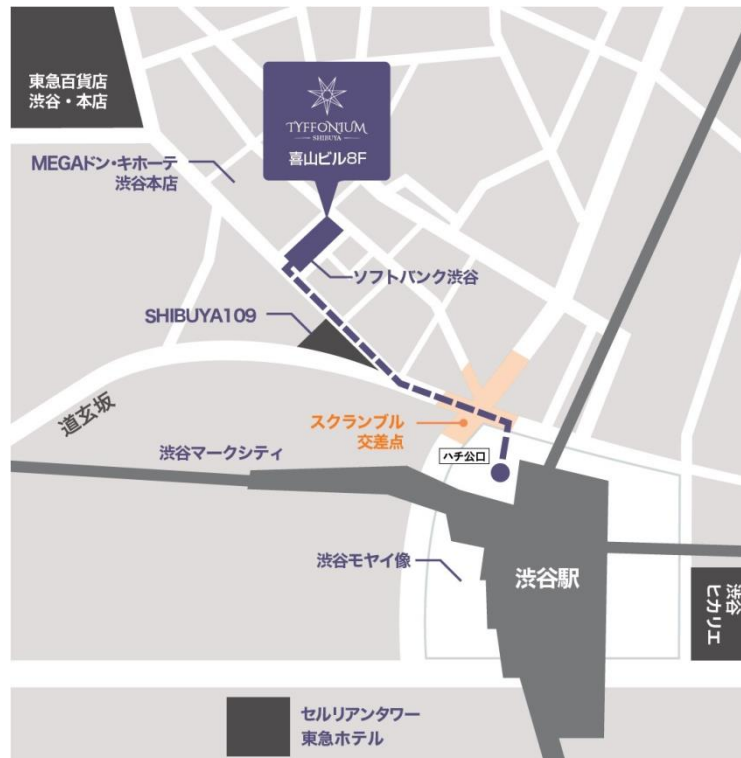 東急百貨店
渋谷・本店
TYFFONIUM
SHIBUYA
喜山ビル8F
MEGAドン・キホーテ
渋谷本店
ソフトバンク渋谷
SHIBUYA109
道玄坂
スクランブル
交差点
渋谷マークシティ
ハチ公口
渋谷モヤイ像
渋谷駅
渋谷
ヒカリエ
セルリアンタワー
東急ホテル